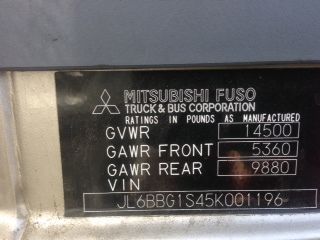 MITSUBISHI FUSO
TRUCK & BUS CORPORATION
RATINGS IN POUNDS AS MANUFACTURED
GVWR 14500
GAWR FRONT 5360
GAWR REAR 9880
VIN
JL6BBG1S45K001196